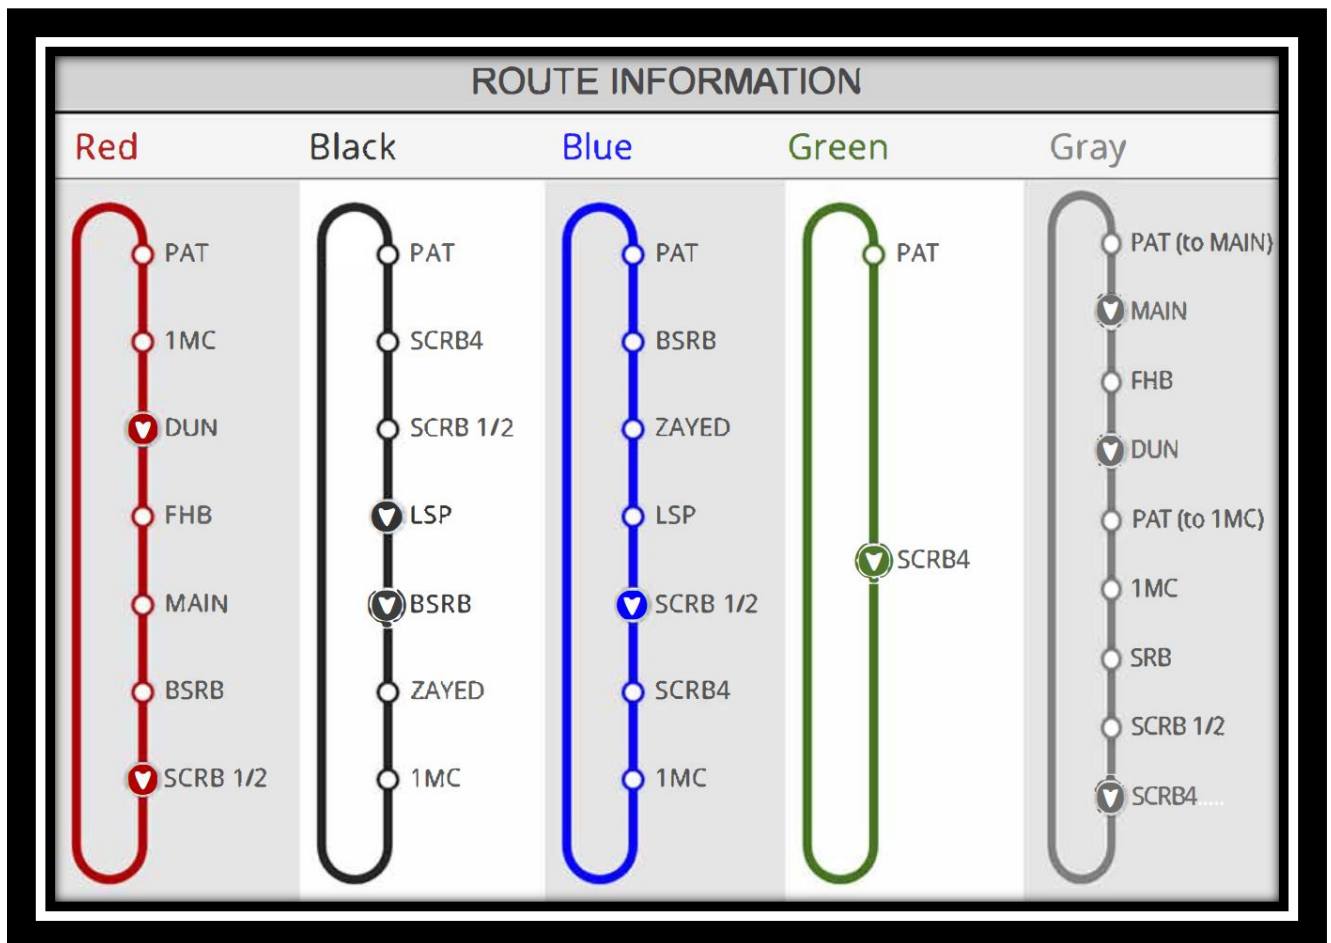 ROUTE INFORMATION
Red
Black
Blue
Green
Gray
PAT
1MC
DUN
FHB
MAIN
BSRB
SCRB 1/2
PAT
SCRB4
SCRB 1/2
LSP
BSRB
ZAYED
1MC
PAT
BSRB
ZAYED
LSP
SCRB 1/2
SCRB4
1MC
PAT
SCRB4
PAT (to MAIN)
MAIN
FHB
DUN
PAT (to 1MC)
1MC
SRB
SCRB 1/2
SCRB4.....